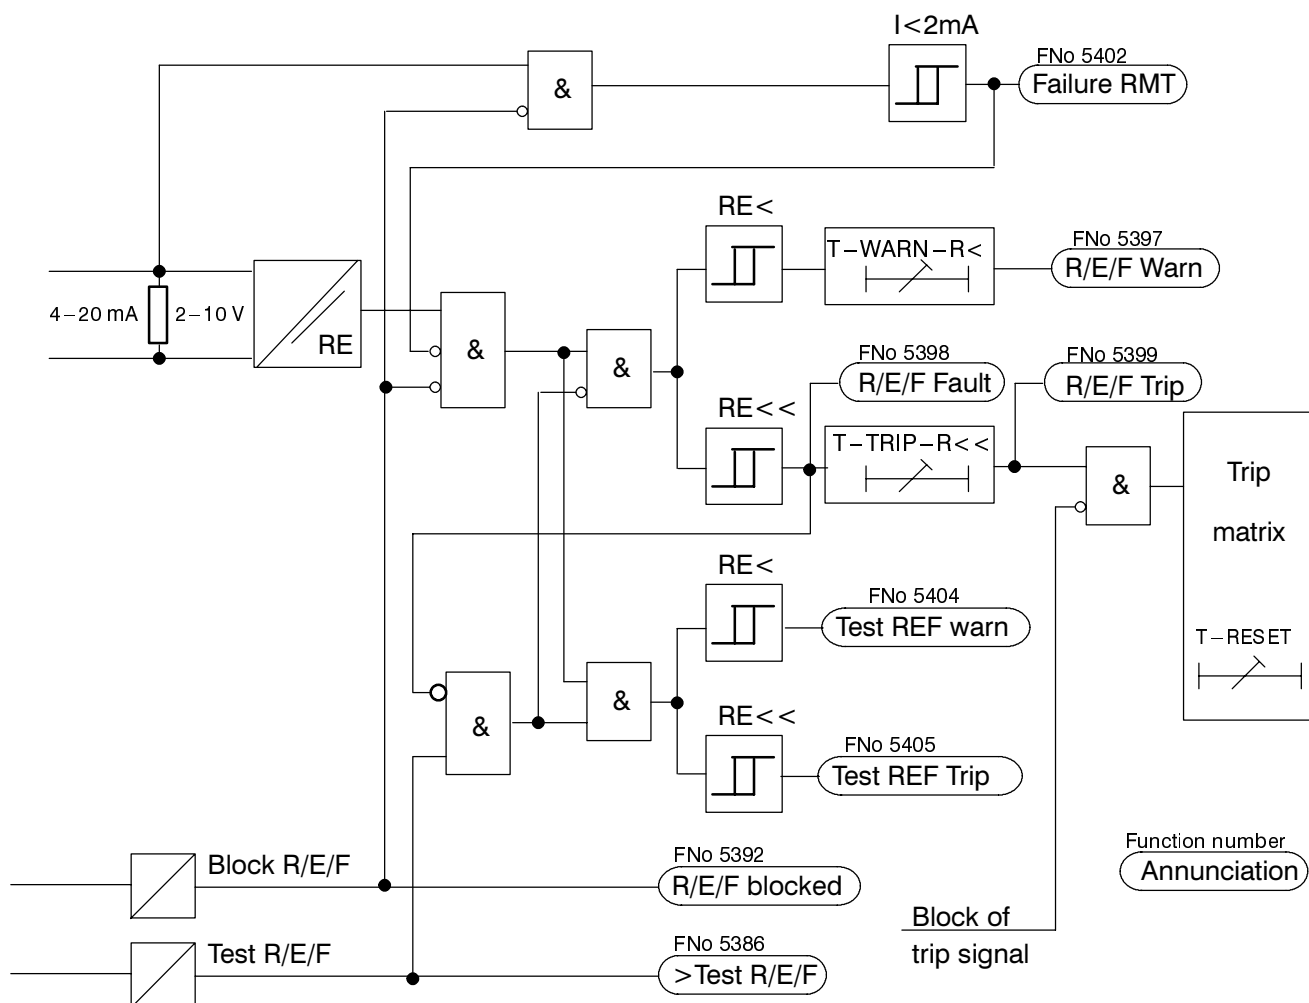 I<2mA
FNo 5402
Failure RMT
&
RE<
T-WARN-R<
FNo 5397
R/E/F Warn
4-20 mA
2-10 V
RE
&
&
FNo 5398
R/E/F Fault
FNo 5399
R/E/F Trip
RE<<
T-TRIP-R<<
&
Trip
matrix
RE<
FNo 5404
Test REF warn
T-RESET
&
&
RE<<
FNo 5405
Test REF Trip
Block R/E/F
FNo 5392
R/E/F blocked
Function number
Annunciation
Test R/E/F
FNo 5386
>Test R/E/F
Block of
trip signal